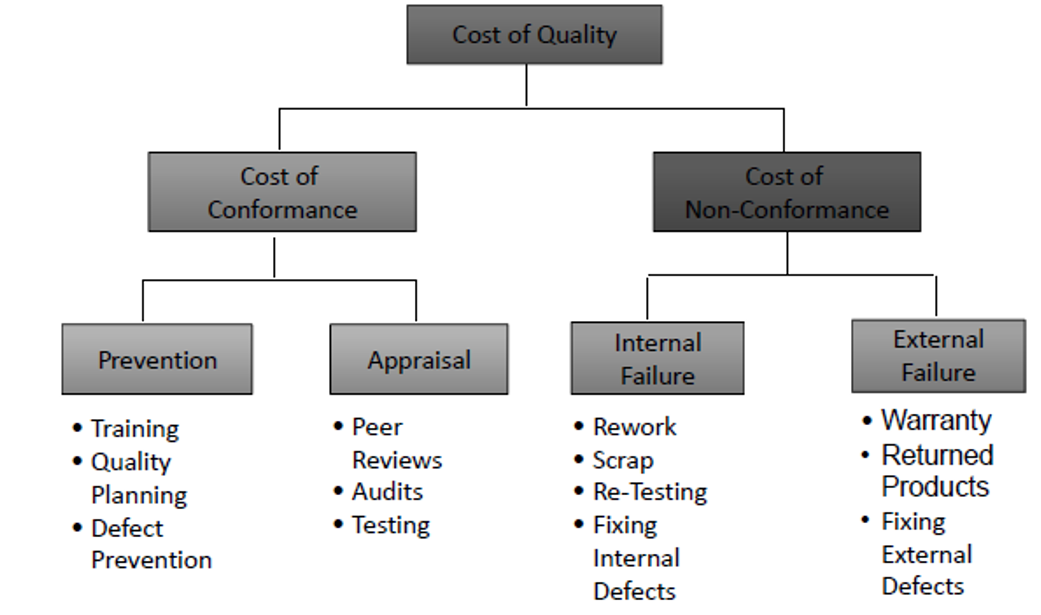 Cost of Quality
Cost of
Conformance
Cost of
Non-Conformance
Prevention
• Training
• Quality
Planning
• Defect
Prevention
Appraisal
• Peer
Reviews
• Audits
• Testing
Internal
Failure
• Rework
• Scrap
• Re-Testing
• Fixing
Internal
Defects
External
Failure
• Warranty
• Returned
Products
• Fixing
External
Defects